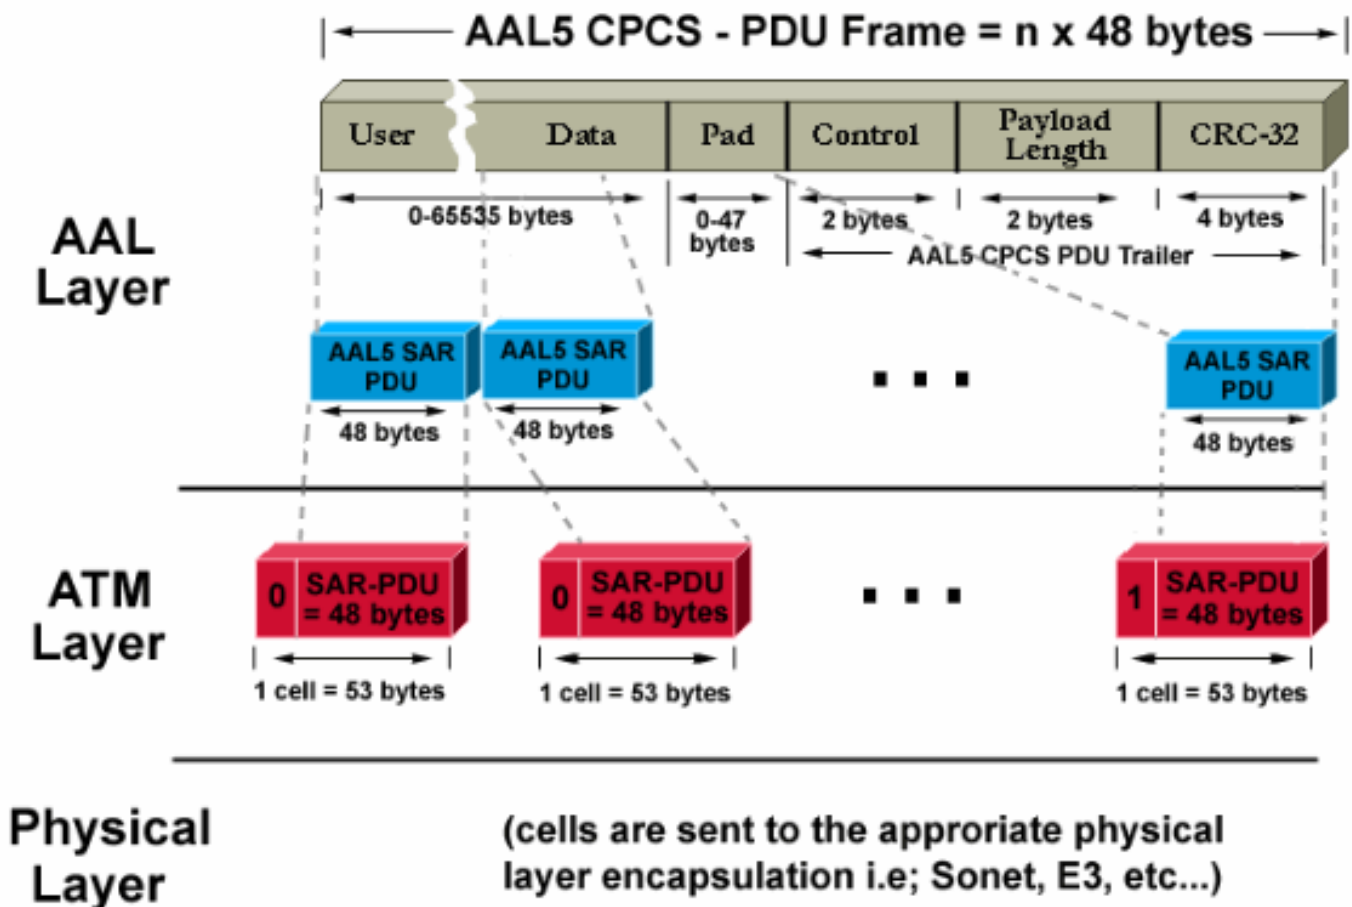 AAL5 CPCS - PDU Frame = n x 48 bytes
User Data Pad Control Payload Length CRC-32
0-65535 bytes
0-47
bytes
2 bytes
2 bytes
4 bytes
AAL5 CPCS PDU Trailer
AAL
Layer
AAL5 SAR
PDU
48 bytes
AAL5 SAR
PDU
48 bytes
AAL5 SAR
PDU
48 bytes
ATM
Layer
0
SAR-PDU
= 48 bytes
1 cell = 53 bytes
0
SAR-PDU
= 48 bytes
1 cell = 53 bytes
1
SAR-PDU
= 48 bytes
1 cell = 53 bytes
Physical
Layer
(cells are sent to the approriate physical
layer encapsulation i.e; Sonet, E3, etc...)